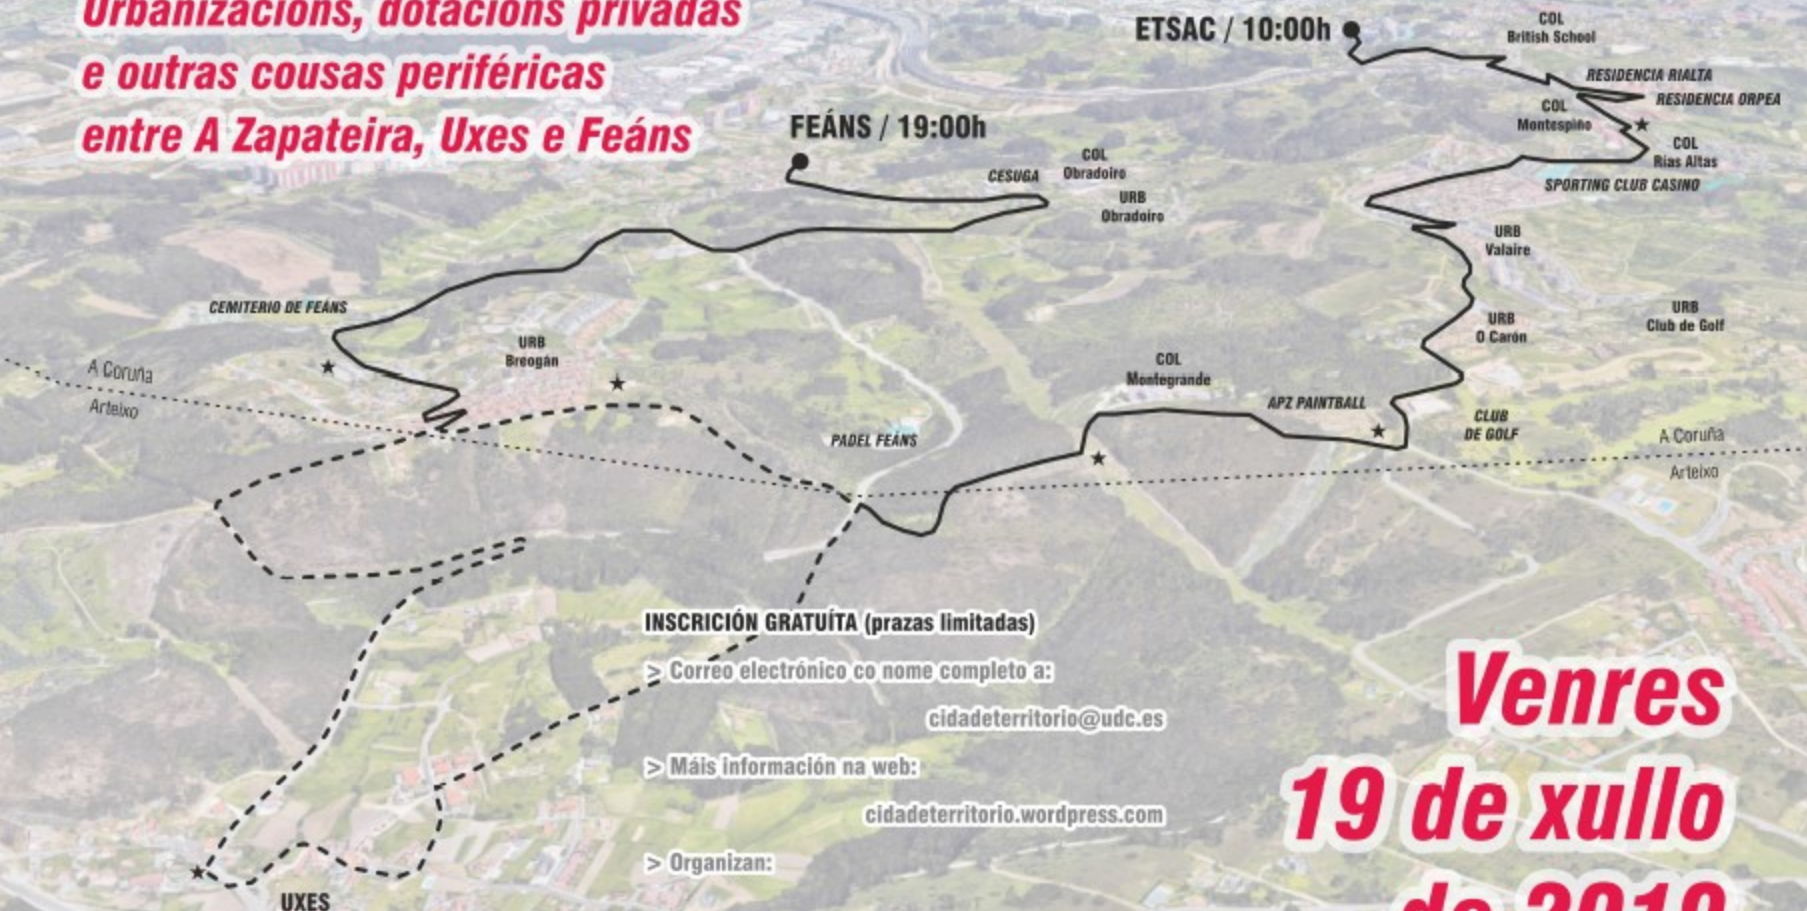 Urbanizacións, dotacións privadas
e outras cousas periféricas
entre A Zapateira, Uxes e Feáns
ETSAC / 10:00h
COL
British School
RESIDENCIA RIALTA
RESIDENCIA ORPEA
COL
Montespiño
COL
Rias Altas
SPORTING CLUB CASINO
FEÁNS / 19:00h
CESUGA
COL
Obradoiro
URB
Obradoiro
URB
Valaire
CEMITERIO DE FEÁNS
URB
Breogán
URB
O Carón
URB
Club de Golf
A Coruña
Arteixo
COL
Montegrande
APZ PAINTBALL
CLUB
DE GOLF
PADEL FEÁNS
A Coruña
Arteixo
INSCRICIÓN GRATUÍTA (prazas limitadas)
> Correo electrónico co nome completo a:
cidadeterritorio@udc.es
> Máis información na web:
cidadeterritorio.wordpress.com
> Organizan:
Venres
19 de xullo
de 2019
UXES